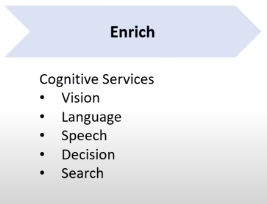 Enrich
Cognitive Services
• Vision
• Language
• Speech
• Decision
• Search